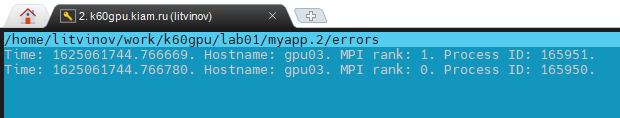 2. k60gpu.kiam.ru (litvinov)
/home/litvinov/work/k60gpu/lab01/myapp.2/errors
Time: 1625061744.766669. Hostname: gpu03. MPI rank: 1. Process ID: 165951.
Time: 1625061744.766780. Hostname: gpu03. MPI rank: 0. Process ID: 165950.